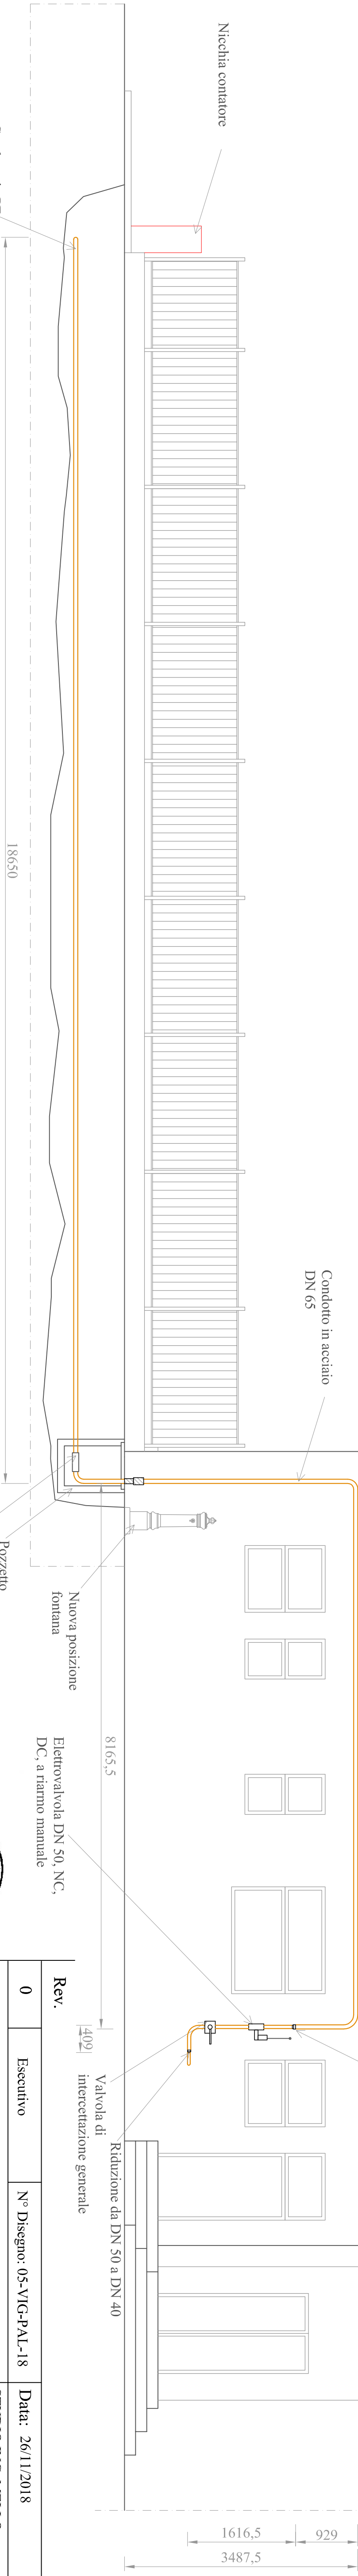 Nicchia contatore
18650
Condotto in acciaio
DN 65
Pozzetto
Nuova posizione
fontana
8165,5
Elettrovalvola DN 50, NC,
DC, a riarmo manuale
409
Valvola di
intercettazione generale
Riduzione da DN 50 a DN 40
1616,5
929
3487,5
Rev.
0
Esecutivo
N° Disegno: 05-VIG-PAL-18
Data: 26/11/2018